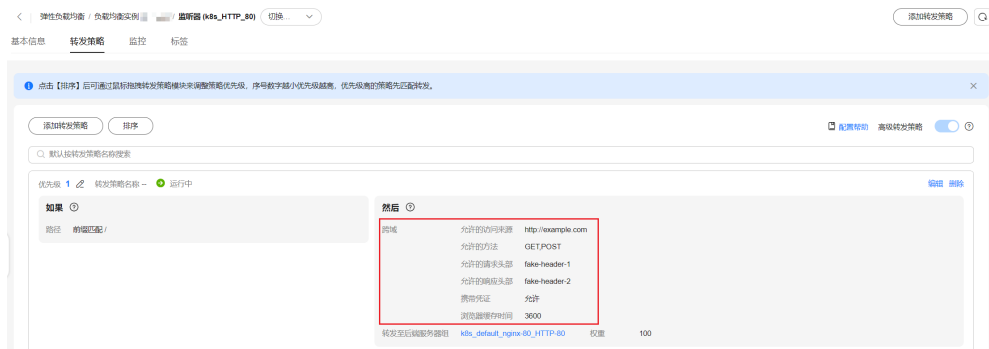 弹性负载均衡 / 负载均衡实例 / 监听器 (k8s_HTTP_80) 切换... 添加转发策略
基本信息 转发策略 监控 标签
点击【排序】后可通过鼠标拖拽转发策略模块来调整策略优先级，序号数字越小优先级越高，优先级高的策略先匹配转发。
添加转发策略 排序 配置帮助 高级转发策略
默认按转发策略名称搜索
优先级 1 转发策略名称 -- 运行中 编辑 删除
如果 然后
路径 前缀匹配 / 跨域 允许的访问来源 http://example.com
允许的方法 GET,POST
允许的请求头部 fake-header-1
允许的响应头部 fake-header-2
携带凭证 允许
浏览器缓存时间 3600
转发至后端服务器组 k8s_default_nginx-80_HTTP-80 权重 100